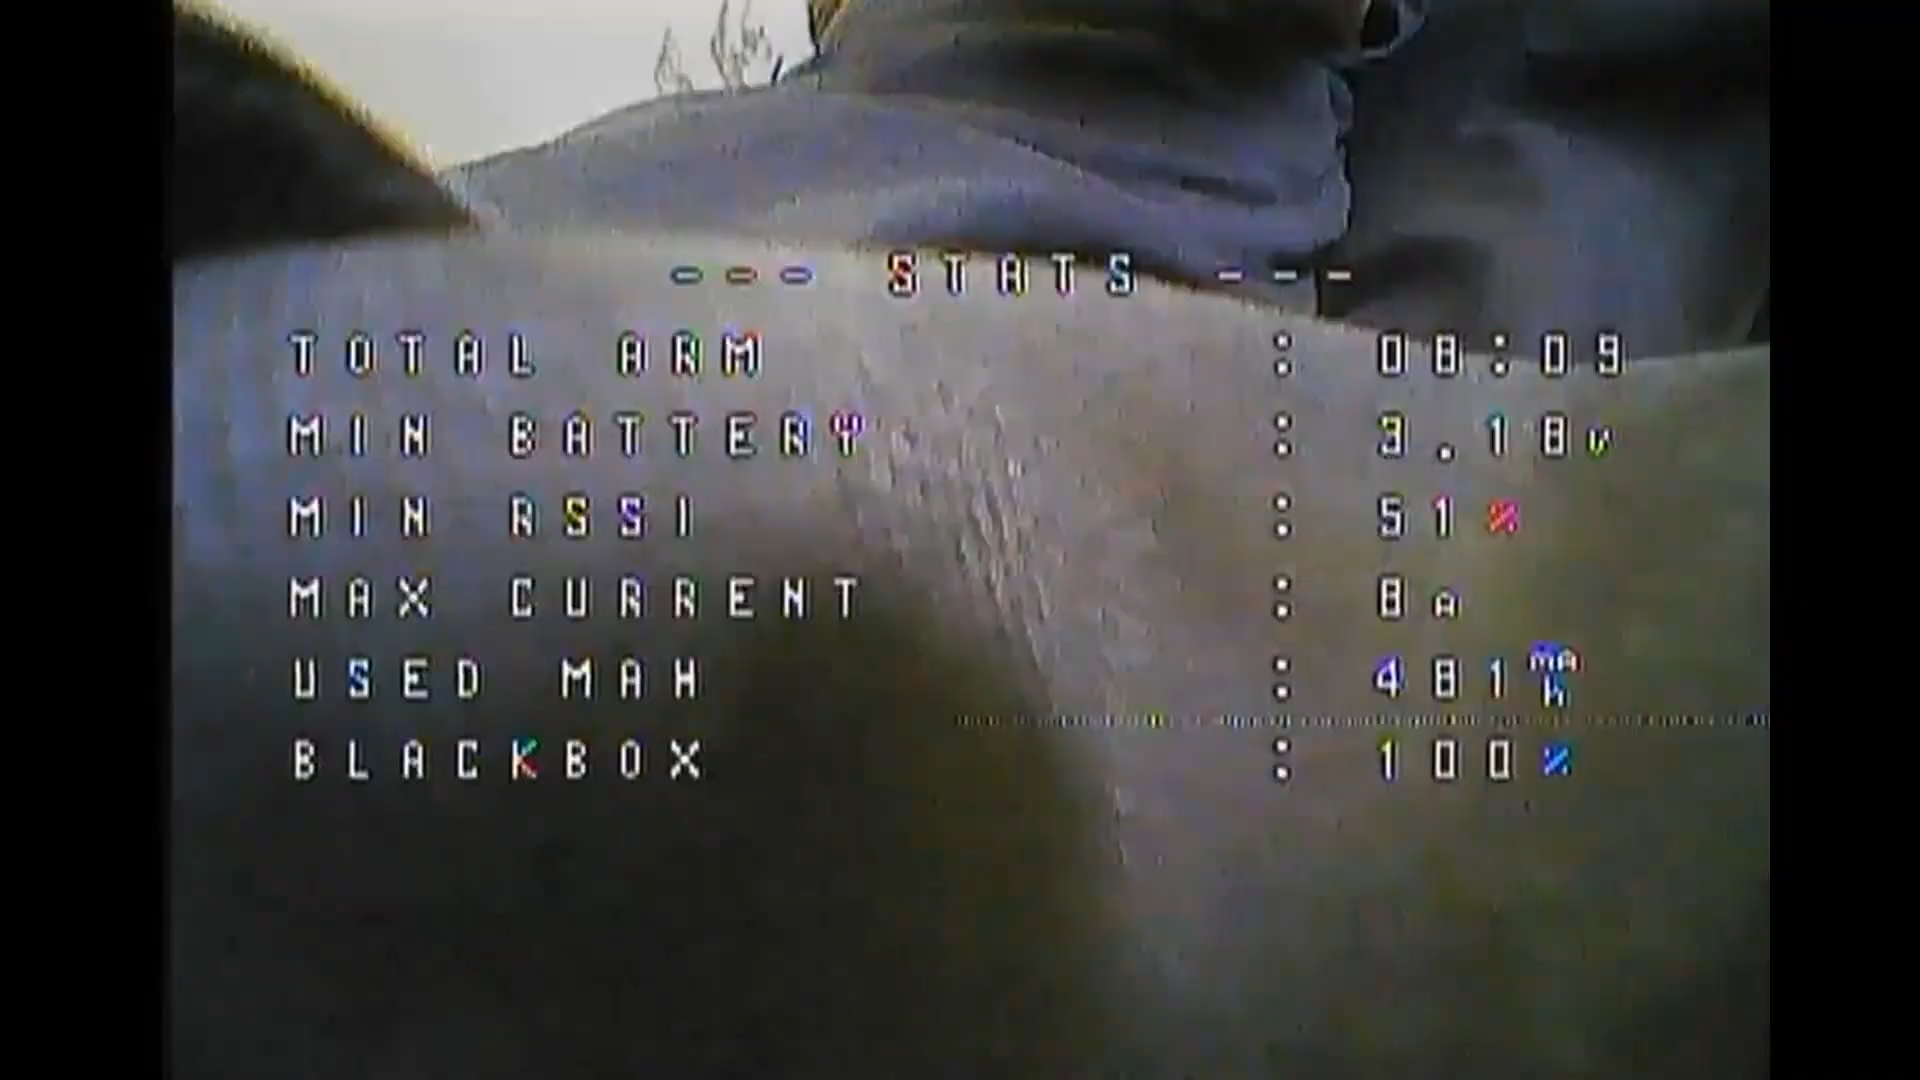 --- STATS ---
TOTAL ARM : 08:09
MIN BATTERY : 3.18V
MIN RSSI : 51%
MAX CURRENT : 8A
USED MAH : 481mAh
BLACKBOX : 100%